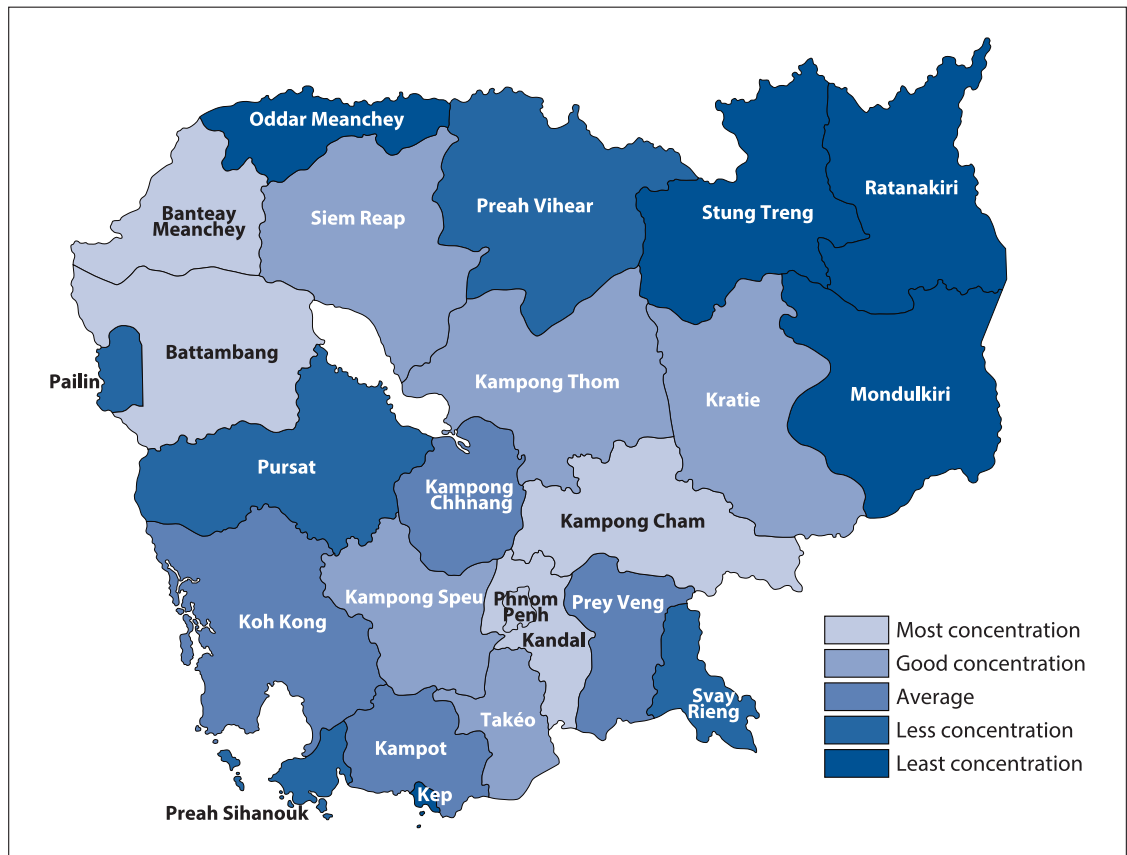 Oddar Meanchey
Ratanakiri
Banteay
Meanchey
Siem Reap
Preah Vihear
Stung Treng
Battambang
Pailin
Kampong Thom
Kratie
Mondulkiri
Pursat
Kampong
Chhnang
Kampong Cham
Kampong Speu
Phnom
Penh
Prey Veng
Koh Kong
Kandal
Svay
Rieng
Takéo
Kampot
Kep
Preah Sihanouk
Most concentration
Good concentration
Average
Less concentration
Least concentration